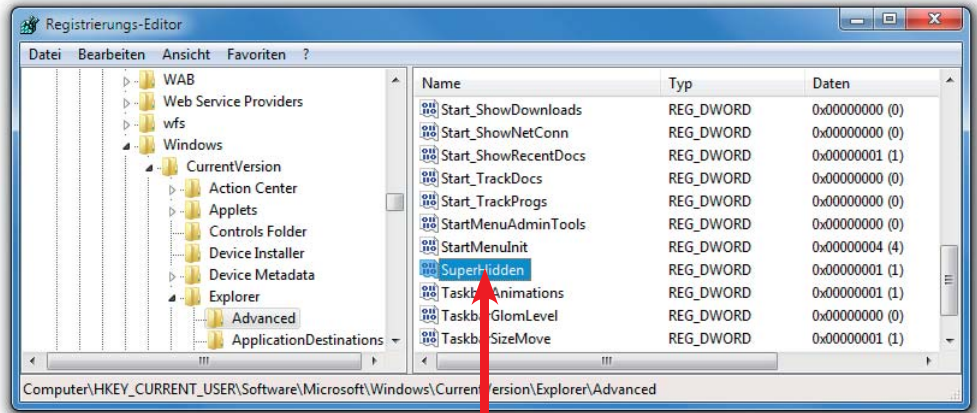 Registrierungs-Editor
Datei Bearbeiten Ansicht Favoriten ?
WAB
Web Service Providers
wfs
Windows
CurrentVersion
Action Center
Applets
Controls Folder
Device Installer
Device Metadata
Explorer
Advanced
ApplicationDestinations
Name Typ Daten
Start_ShowDownloads REG_DWORD 0x00000000 (0)
Start_ShowNetConn REG_DWORD 0x00000000 (0)
Start_ShowRecentDocs REG_DWORD 0x00000001 (1)
Start_TrackDocs REG_DWORD 0x00000000 (0)
Start_TrackProgs REG_DWORD 0x00000000 (0)
StartMenuAdminTools REG_DWORD 0x00000000 (0)
StartMenuInit REG_DWORD 0x00000004 (4)
SuperHidden REG_DWORD 0x00000001 (1)
TaskbarAnimations REG_DWORD 0x00000001 (1)
TaskbarGlomLevel REG_DWORD 0x00000000 (0)
TaskbarSizeMove REG_DWORD 0x00000001 (1)
Computer\HKEY_CURRENT_USER\Software\Microsoft\Windows\CurrentVersion\Explorer\Advanced